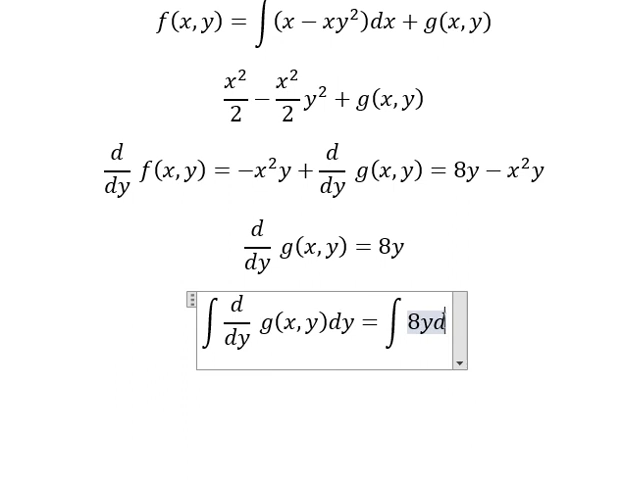 f(x, y) = ∫(x − xy²)dx + g(x, y)
x²/2 − x²/2 y² + g(x, y)
d/dy f(x, y) = −x²y + d/dy g(x, y) = 8y − x²y
d/dy g(x, y) = 8y
∫ d/dy g(x, y)dy = ∫ 8yd